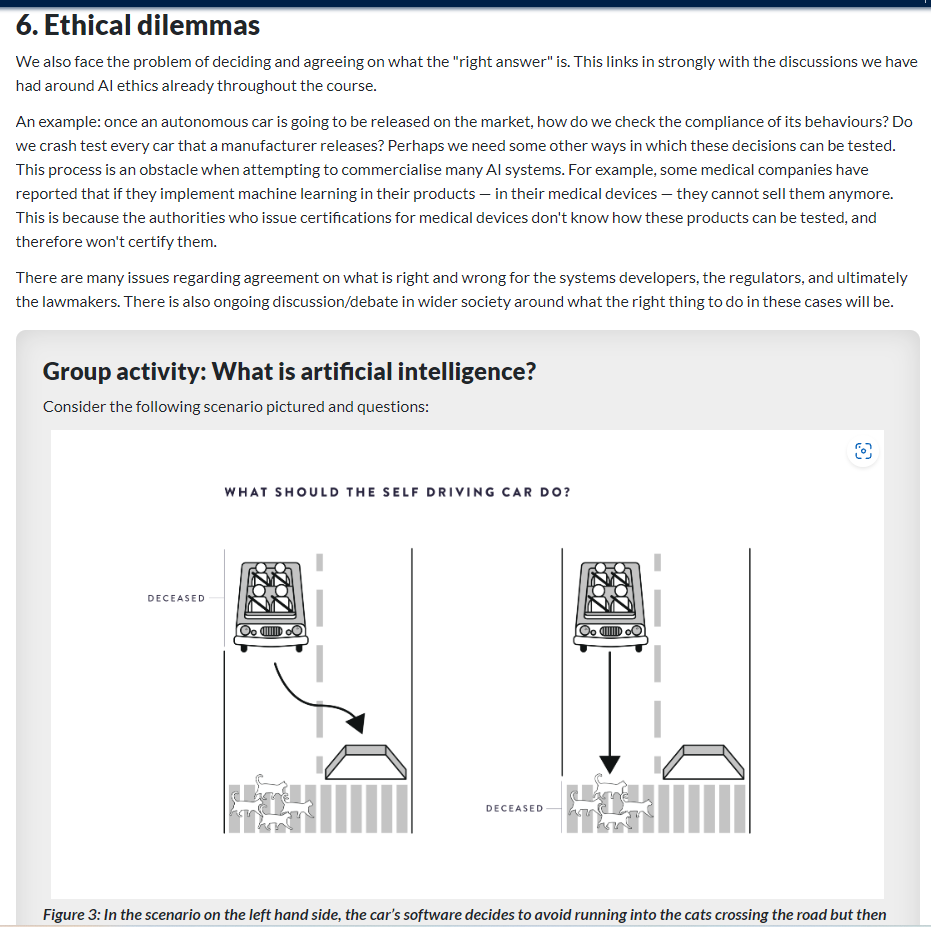 6. Ethical dilemmas
We also face the problem of deciding and agreeing on what the "right answer" is. This links in strongly with the discussions we have
had around AI ethics already throughout the course.
An example: once an autonomous car is going to be released on the market, how do we check the compliance of its behaviours? Do
we crash test every car that a manufacturer releases? Perhaps we need some other ways in which these decisions can be tested.
This process is an obstacle when attempting to commercialise many AI systems. For example, some medical companies have
reported that if they implement machine learning in their products — in their medical devices — they cannot sell them anymore.
This is because the authorities who issue certifications for medical devices don't know how these products can be tested, and
therefore won't certify them.
There are many issues regarding agreement on what is right and wrong for the systems developers, the regulators, and ultimately
the lawmakers. There is also ongoing discussion/debate in wider society around what the right thing to do in these cases will be.
Group activity: What is artificial intelligence?
Consider the following scenario pictured and questions:
WHAT SHOULD THE SELF DRIVING CAR DO?
DECEASED
DECEASED
Figure 3: In the scenario on the left hand side, the car's software decides to avoid running into the cats crossing the road but then